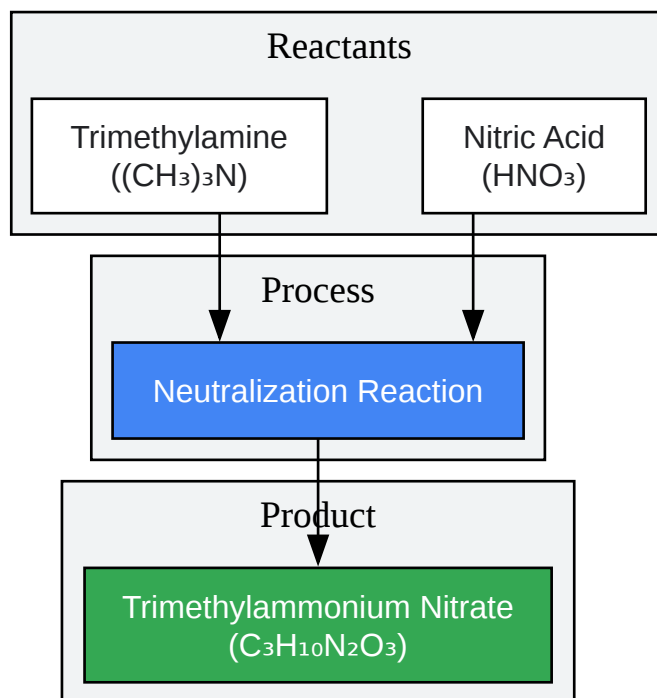 Reactants
Trimethylamine
((CH₃)₃N)
Nitric Acid
(HNO₃)
Process
Neutralization Reaction
Product
Trimethylammonium Nitrate
(C₃H₁₀N₂O₃)